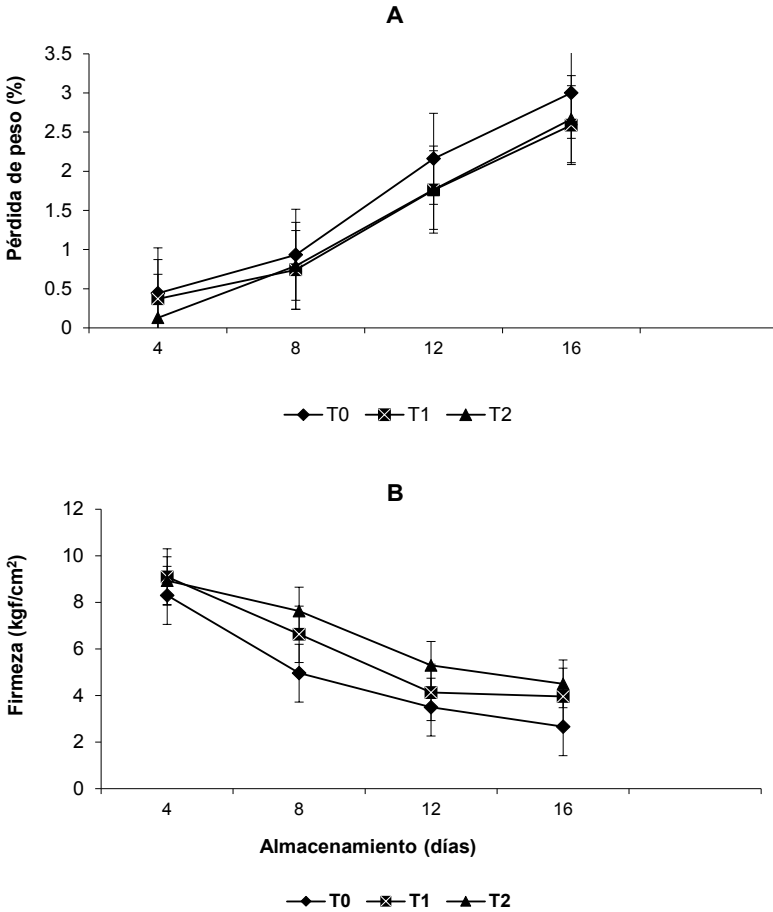 A
Pérdida de peso (%)
3.5
3
2.5
2
1.5
1
0.5
0
4 8 12 16
T0 T1 T2
B
Firmeza (kgf/cm²)
12
10
8
6
4
2
0
4 8 12 16
Almacenamiento (días)
T0 T1 T2